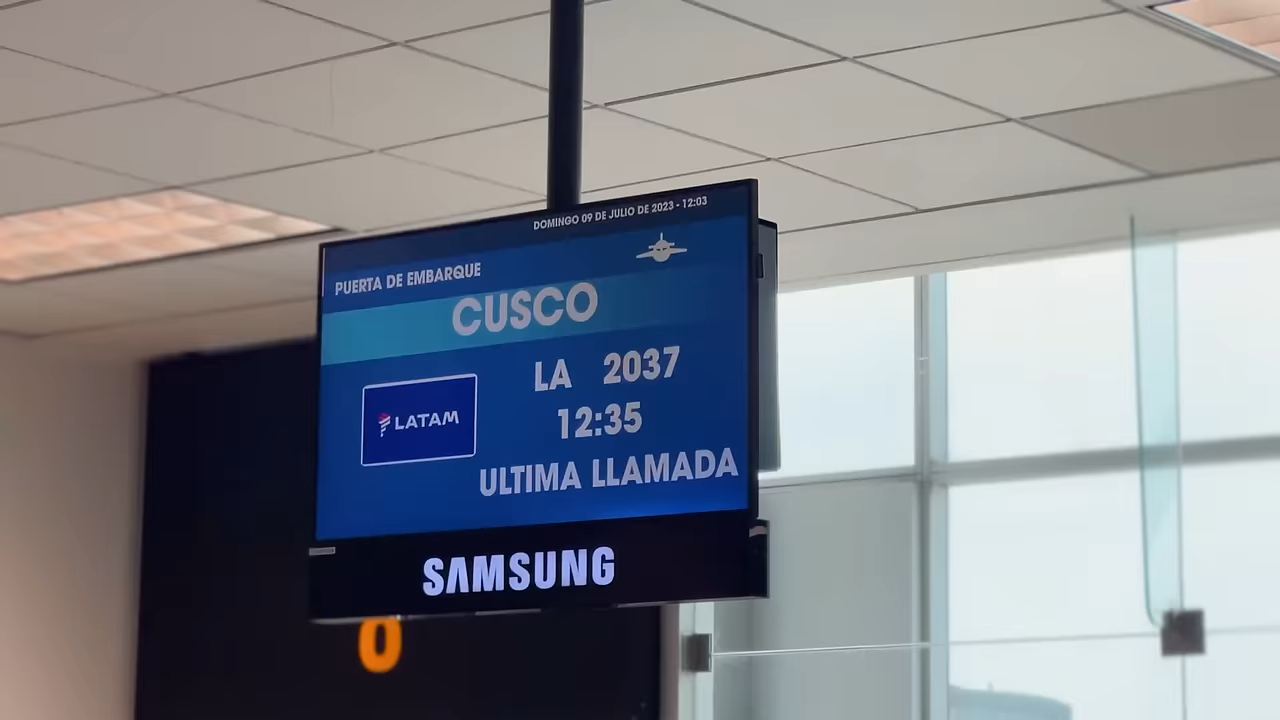 DOMINGO 09 DE JULIO DE 2023 - 12:03
PUERTA DE EMBARQUE
CUSCO
LA 2037
LATAM
12:35
ULTIMA LLAMADA
SAMSUNG
0